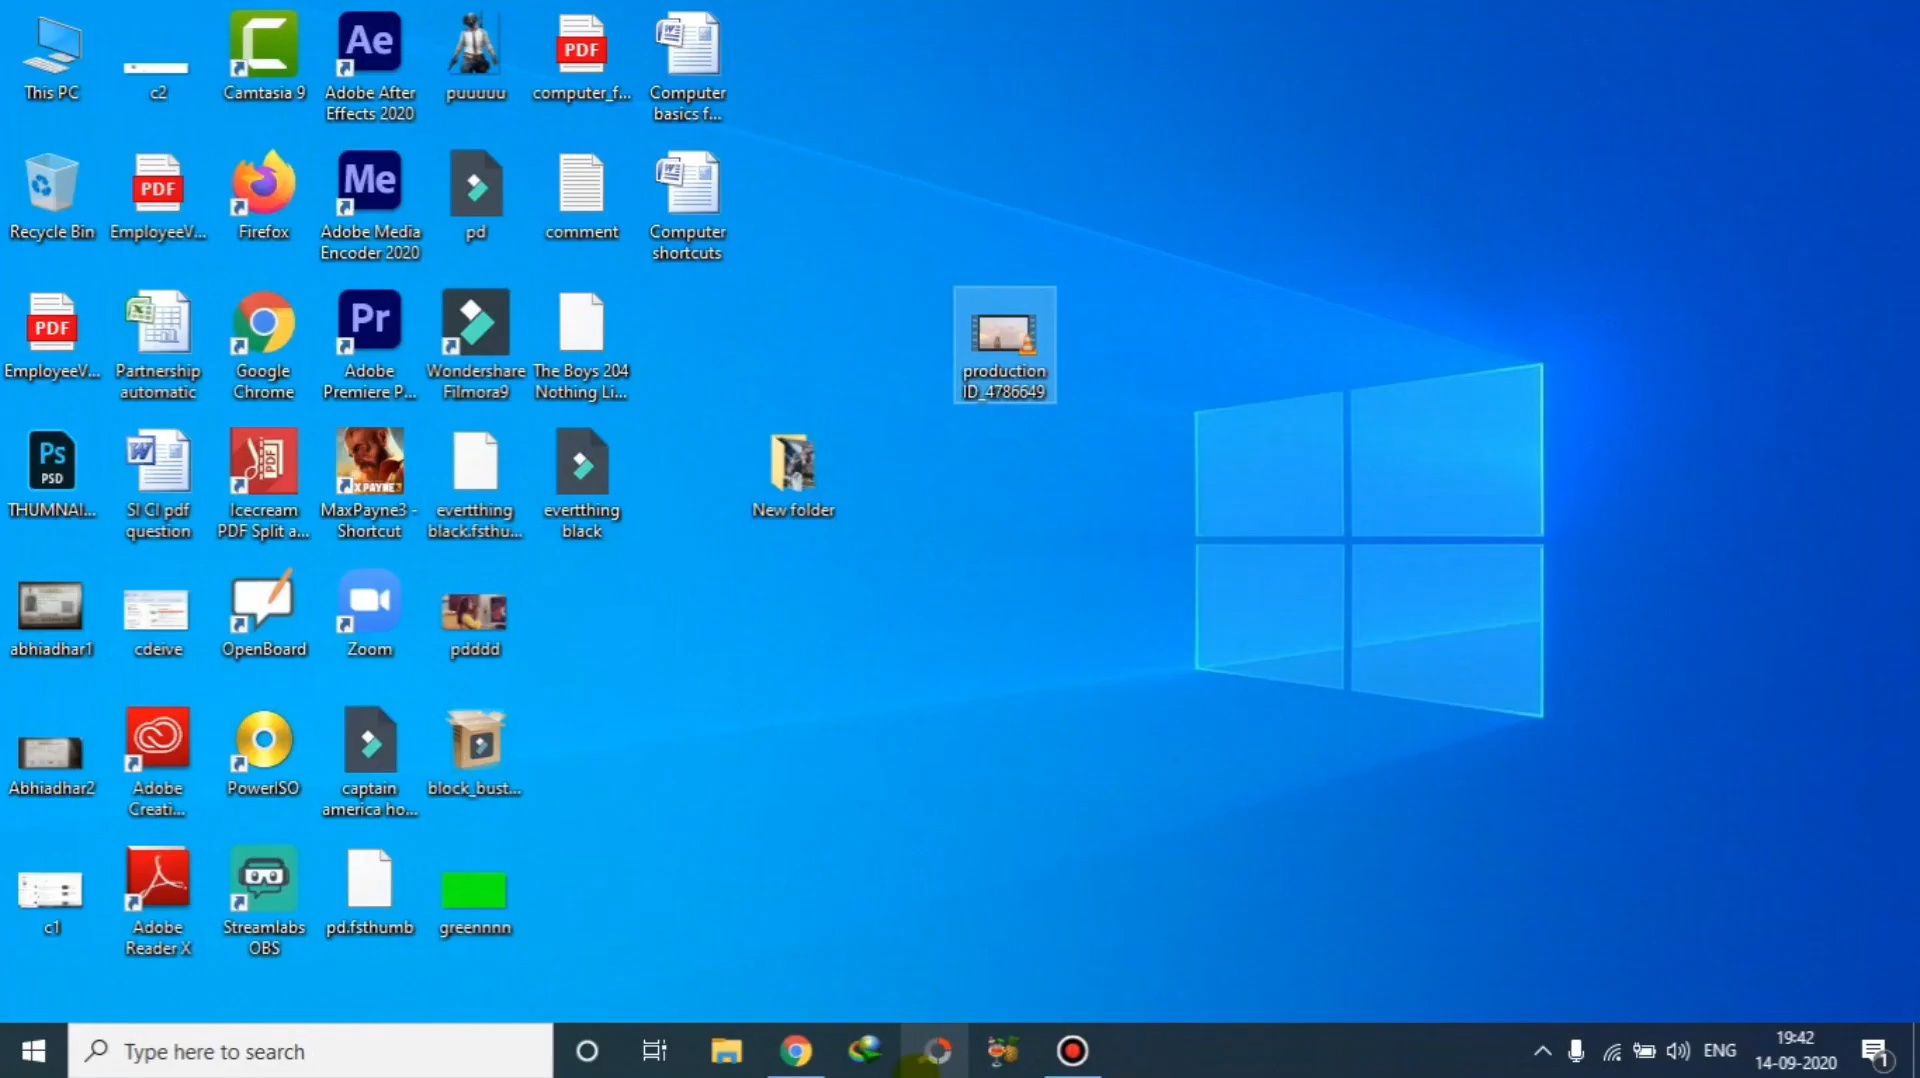 This PC
c2
Camtasia 9
Adobe After
Effects 2020
puuuuu
computer_f...
Computer
basics f...
Recycle Bin
EmployeeV...
Firefox
Adobe Media
Encoder 2020
pd
comment
Computer
shortcuts
EmployeeV...
Partnership
automatic
Google
Chrome
Adobe
Premiere P...
Wondershare
Filmora9
The Boys 204
Nothing Li...
production
ID_4786649
THUMNAI...
SI CI pdf
question
Icecream
PDF Split a...
MaxPayne3 -
Shortcut
evertthing
black.fsthu...
evertthing
black
New folder
abhiadhar1
cdeive
OpenBoard
Zoom
pdddd
Abhiadhar2
Adobe
Creati...
PowerISO
captain
america ho...
block_bust...
c1
Adobe
Reader X
Streamlabs
OBS
pd.fsthumb
greennnn
Ae
PDF
PDF
Me
PDF
Pr
Ps
PSD
PDF
X PAYNE 3
Type here to search
ENG
19:42
14-09-2020
1